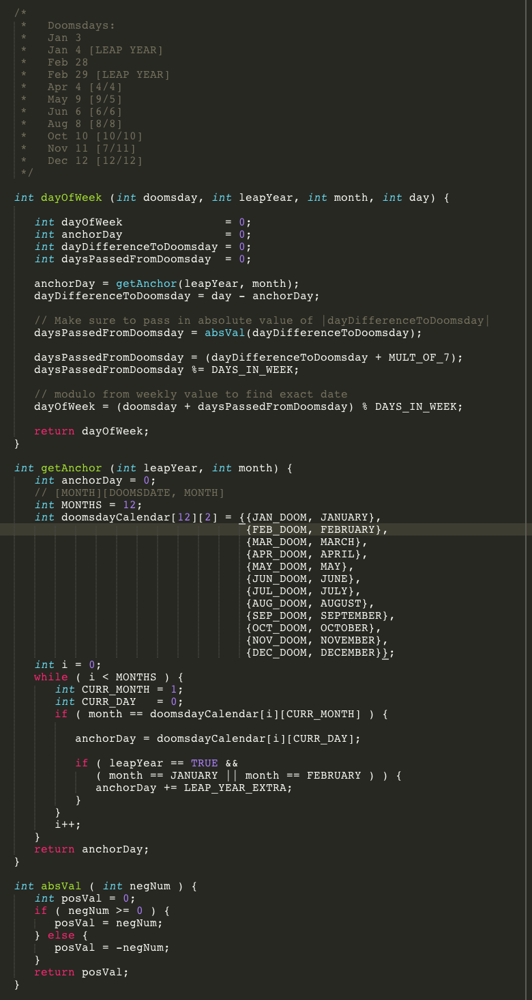 /*
 *   Doomsdays:
 *   Jan 3
 *   Jan 4 [LEAP YEAR]
 *   Feb 28
 *   Feb 29 [LEAP YEAR]
 *   Apr 4 [4/4]
 *   May 9 [9/5]
 *   Jun 6 [6/6]
 *   Aug 8 [8/8]
 *   Oct 10 [10/10]
 *   Nov 11 [7/11]
 *   Dec 12 [12/12]
 */

int dayOfWeek (int doomsday, int leapYear, int month, int day) {

   int dayOfWeek               = 0;
   int anchorDay               = 0;
   int dayDifferenceToDoomsday = 0;
   int daysPassedFromDoomsday  = 0;

   anchorDay = getAnchor(leapYear, month);
   dayDifferenceToDoomsday = day - anchorDay;

   // Make sure to pass in absolute value of |dayDifferenceToDoomsday|
   daysPassedFromDoomsday = absVal(dayDifferenceToDoomsday);

   daysPassedFromDoomsday = (dayDifferenceToDoomsday + MULT_OF_7);
   daysPassedFromDoomsday %= DAYS_IN_WEEK;

   // modulo from weekly value to find exact date
   dayOfWeek = (doomsday + daysPassedFromDoomsday) % DAYS_IN_WEEK;

   return dayOfWeek;
}

int getAnchor (int leapYear, int month) {
   int anchorDay = 0;
   // [MONTH][DOOMSDATE, MONTH]
   int MONTHS = 12;
   int doomsdayCalendar[12][2] = {{JAN_DOOM, JANUARY},
                                  {FEB_DOOM, FEBRUARY},
                                  {MAR_DOOM, MARCH},
                                  {APR_DOOM, APRIL},
                                  {MAY_DOOM, MAY},
                                  {JUN_DOOM, JUNE},
                                  {JUL_DOOM, JULY},
                                  {AUG_DOOM, AUGUST},
                                  {SEP_DOOM, SEPTEMBER},
                                  {OCT_DOOM, OCTOBER},
                                  {NOV_DOOM, NOVEMBER},
                                  {DEC_DOOM, DECEMBER}};
   int i = 0;
   while ( i < MONTHS ) {
      int CURR_MONTH = 1;
      int CURR_DAY   = 0;
      if ( month == doomsdayCalendar[i][CURR_MONTH] ) {

         anchorDay = doomsdayCalendar[i][CURR_DAY];

         if ( leapYear == TRUE &&
            ( month == JANUARY || month == FEBRUARY ) ) {
            anchorDay += LEAP_YEAR_EXTRA;
         }
      }
      i++;
   }
   return anchorDay;
}

int absVal ( int negNum ) {
   int posVal = 0;
   if ( negNum >= 0 ) {
      posVal = negNum;
   } else {
      posVal = -negNum;
   }
   return posVal;
}